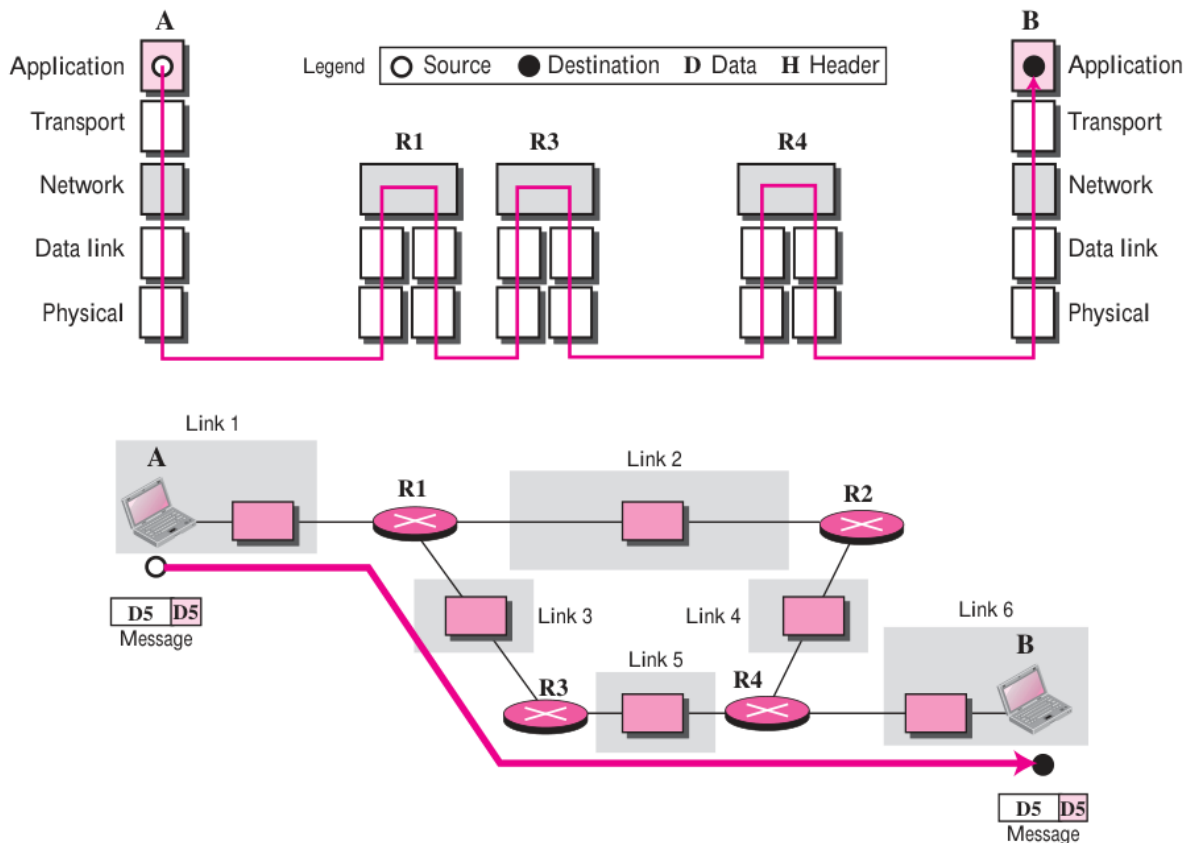 A
B
Legend
Source
Destination
D Data
H Header
Application
Application
Transport
Transport
R1
R3
R4
Network
Network
Data link
Data link
Physical
Physical
Link 1
A
R1
Link 2
R2
D5 D5
Message
Link 3
Link 4
Link 6
B
Link 5
R3
R4
D5 D5
Message